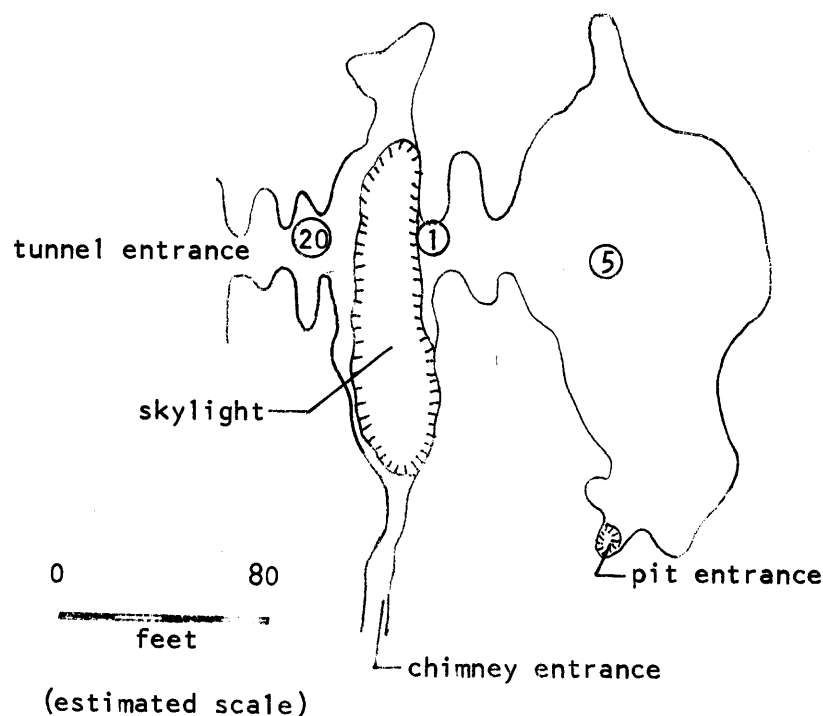 20
1
5
tunnel entrance
skylight
0 80
feet
(estimated scale)
pit entrance
chimney entrance